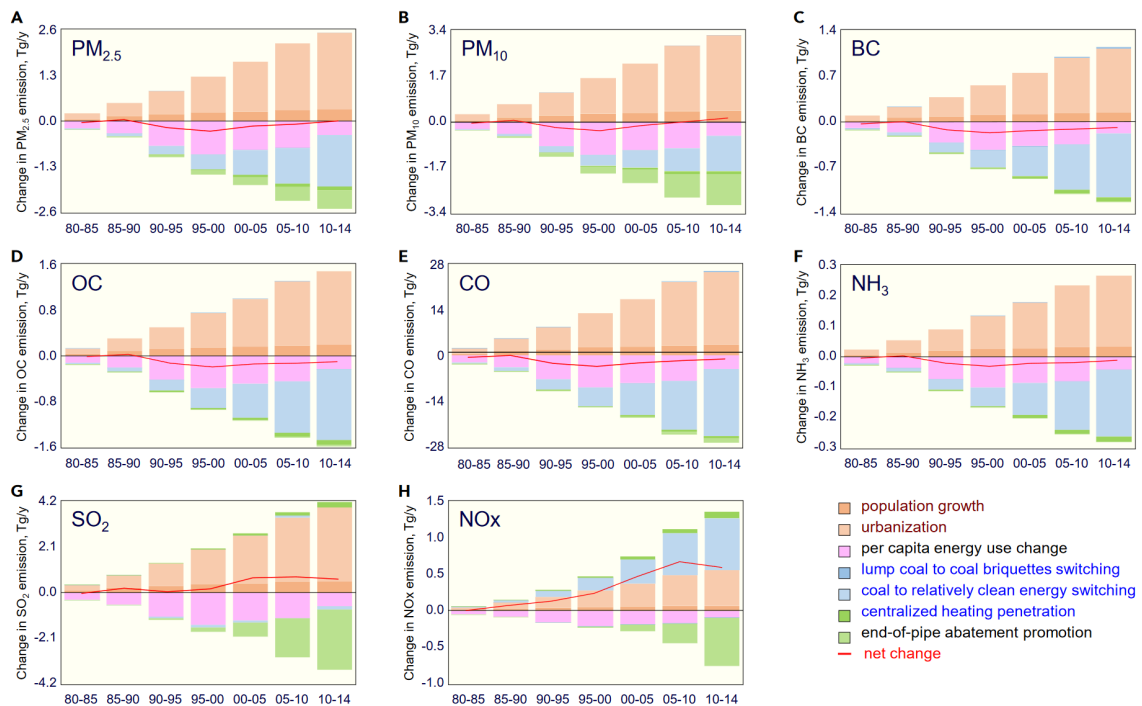 A
Change in PM2.5 emission, Tg/y
PM2.5
2.6
1.3
0.0
-1.3
-2.6
80-85 85-90 90-95 95-00 00-05 05-10 10-14
B
Change in PM10 emission, Tg/y
PM10
3.4
1.7
0.0
-1.7
-3.4
80-85 85-90 90-95 95-00 00-05 05-10 10-14
C
Change in BC emission, Tg/y
BC
1.4
0.7
0.0
-0.7
-1.4
80-85 85-90 90-95 95-00 00-05 05-10 10-14
D
Change in OC emission, Tg/y
OC
1.6
0.8
0.0
-0.8
-1.6
80-85 85-90 90-95 95-00 00-05 05-10 10-14
E
Change in CO emission, Tg/y
CO
28
14
0
-14
-28
80-85 85-90 90-95 95-00 00-05 05-10 10-14
F
Change in NH3 emission, Tg/y
NH3
0.3
0.2
0.1
0.0
-0.1
-0.2
-0.3
80-85 85-90 90-95 95-00 00-05 05-10 10-14
G
Change in SO2 emission, Tg/y
SO2
4.2
2.1
0.0
-2.1
-4.2
80-85 85-90 90-95 95-00 00-05 05-10 10-14
H
Change in NOx emission, Tg/y
NOx
1.5
1.0
0.5
0.0
-0.5
-1.0
80-85 85-90 90-95 95-00 00-05 05-10 10-14
population growth
urbanization
per capita energy use change
lump coal to coal briquettes switching
coal to relatively clean energy switching
centralized heating penetration
end-of-pipe abatement promotion
net change